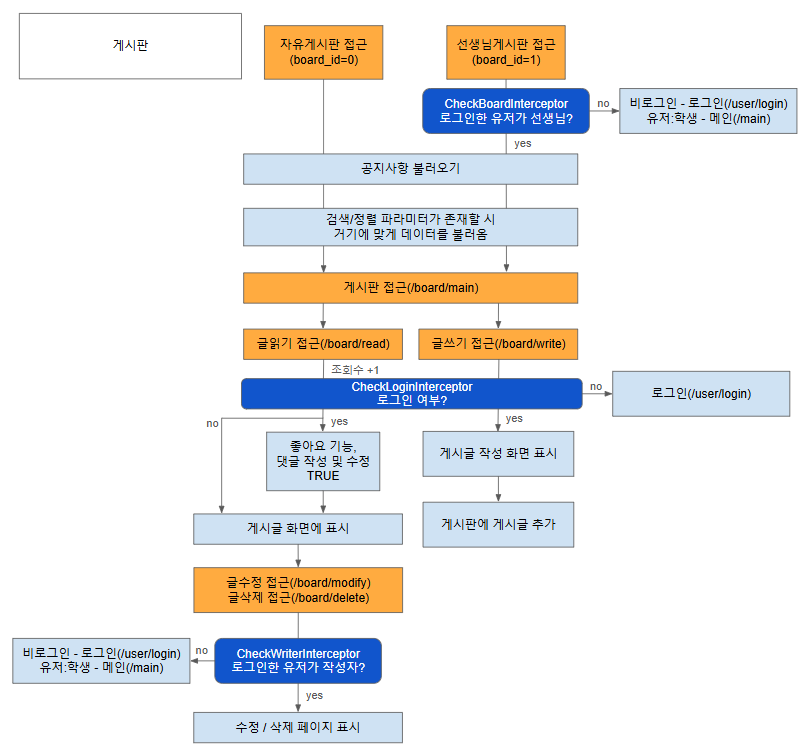 게시판
자유게시판 접근
(board_id=0)
선생님게시판 접근
(board_id=1)
CheckBoardInterceptor
로그인한 유저가 선생님?
no
비로그인 - 로그인(/user/login)
유저:학생 - 메인(/main)
yes
공지사항 불러오기
검색/정렬 파라미터가 존재할 시
거기에 맞게 데이터를 불러옴
게시판 접근(/board/main)
글읽기 접근(/board/read)
글쓰기 접근(/board/write)
조회수 +1
CheckLoginInterceptor
로그인 여부?
no
로그인(/user/login)
no
yes
yes
좋아요 기능,
댓글 작성 및 수정
TRUE
게시글 작성 화면 표시
게시글 화면에 표시
게시판에 게시글 추가
글수정 접근(/board/modify)
글삭제 접근(/board/delete)
비로그인 - 로그인(/user/login)
유저:학생 - 메인(/main)
no
CheckWriterInterceptor
로그인한 유저가 작성자?
yes
수정 / 삭제 페이지 표시